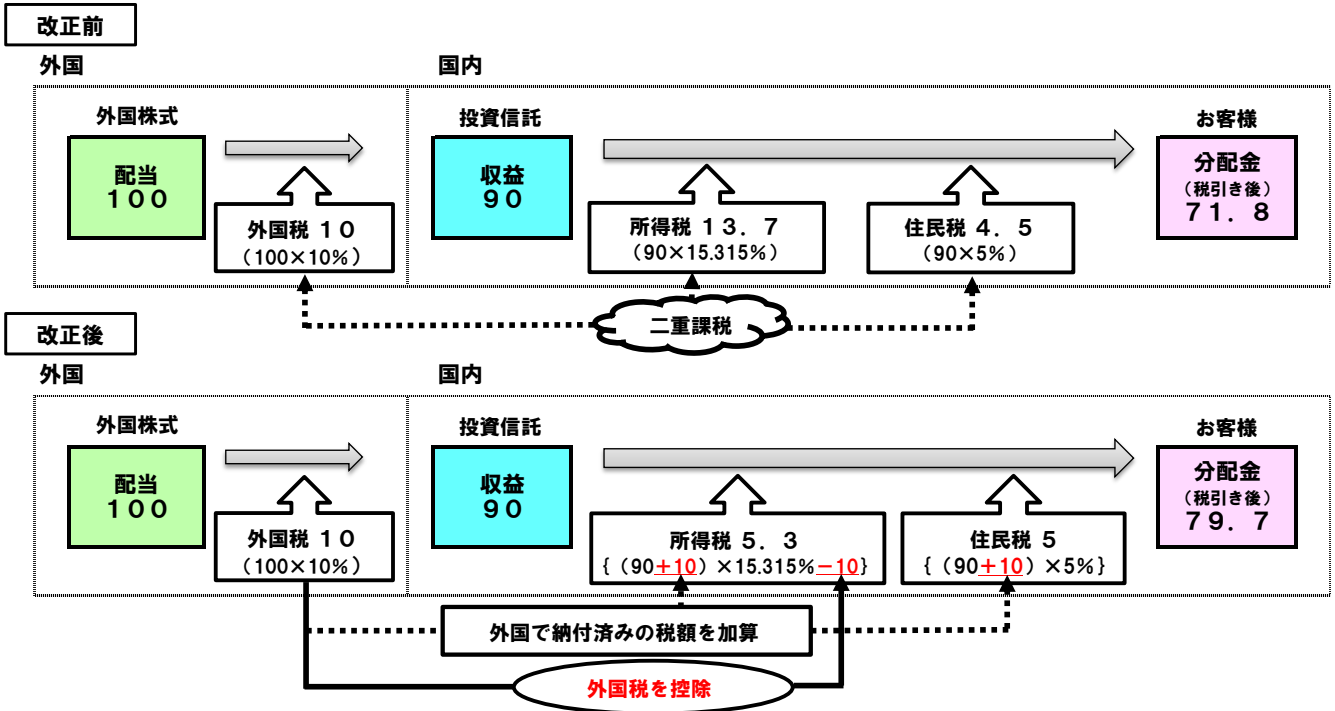 改正前
外国
国内
外国株式
投資信託
お客様
配当
100
収益
90
分配金
(税引き後)
71.8
外国税 10
(100×10%)
所得税 13.7
(90×15.315%)
住民税 4.5
(90×5%)
二重課税
改正後
外国
国内
外国株式
投資信託
お客様
配当
100
収益
90
分配金
(税引き後)
79.7
外国税 10
(100×10%)
所得税 5.3
{(90+10)×15.315%-10}
住民税 5
{(90+10)×5%}
外国で納付済みの税額を加算
外国税を控除